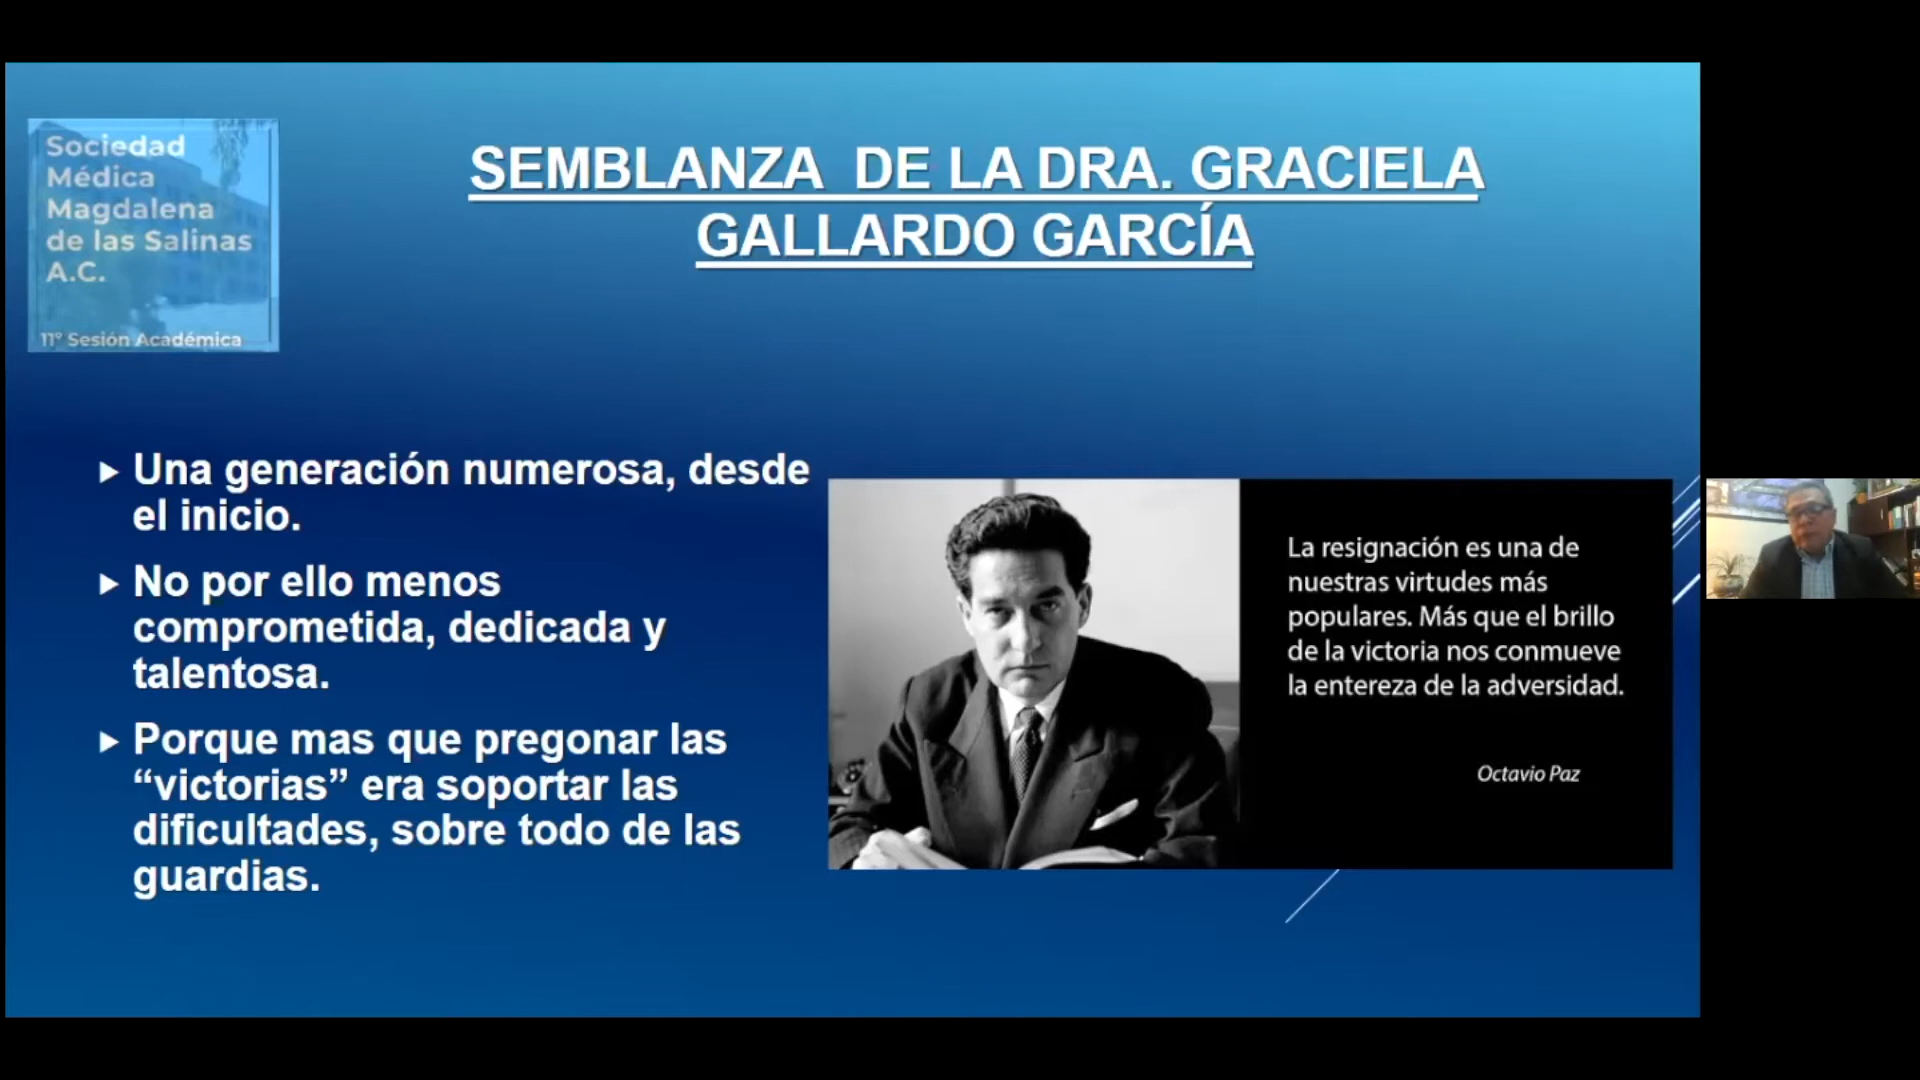 Sociedad
Médica
Magdalena
de las Salinas
A.C.
11° Sesión Académica
SEMBLANZA DE LA DRA. GRACIELA
GALLARDO GARCÍA
Una generación numerosa, desde
el inicio.
No por ello menos
comprometida, dedicada y
talentosa.
Porque mas que pregonar las
“victorias” era soportar las
dificultades, sobre todo de las
guardias.
La resignación es una de
nuestras virtudes más
populares. Más que el brillo
de la victoria nos conmueve
la entereza de la adversidad.
Octavio Paz